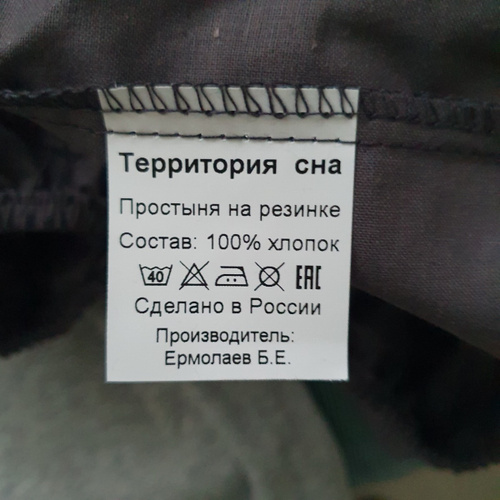 Территория сна
Простыня на резинке
Состав: 100% хлопок
40 EAC
Сделано в России
Производитель:
Ермолаев Б.Е.